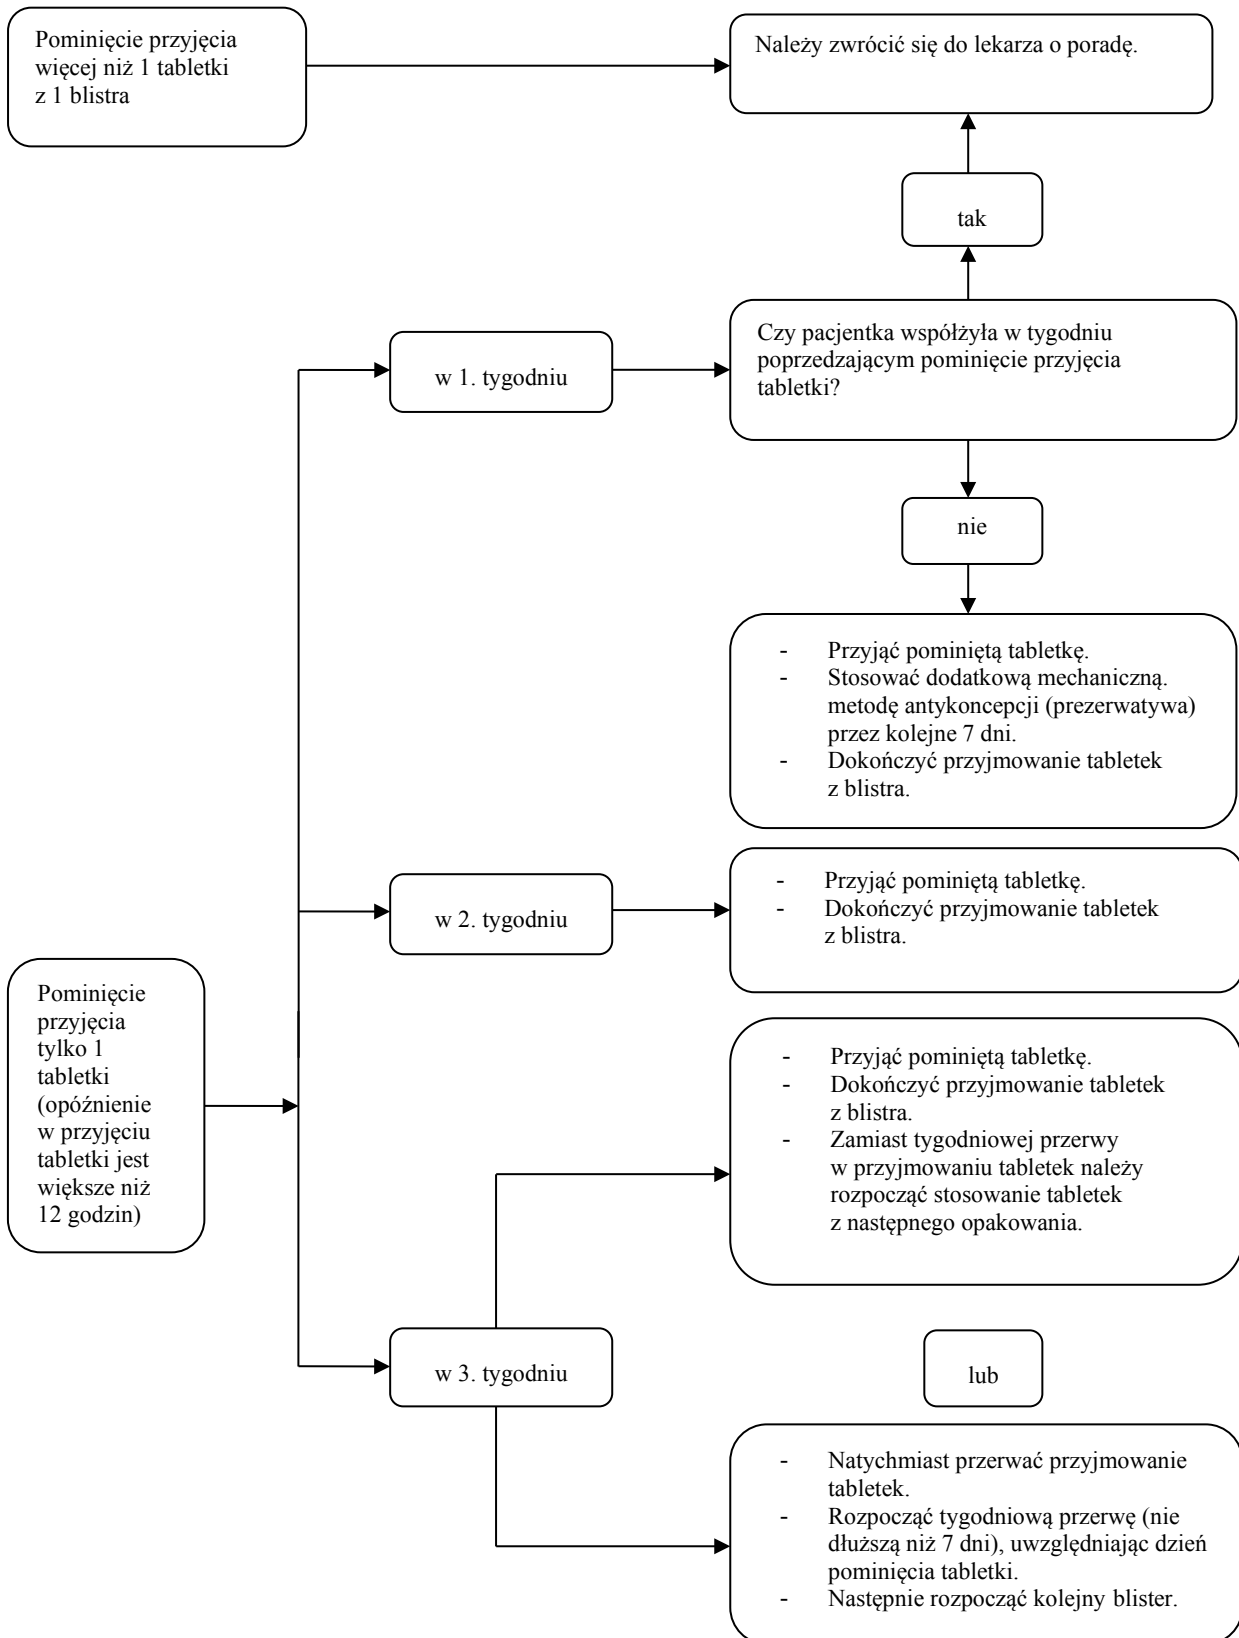 Pominięcie przyjęcia
więcej niż 1 tabletki
z 1 blistra
Należy zwrócić się do lekarza o poradę.
tak
Czy pacjentka współżyła w tygodniu
poprzedzającym pominięcie przyjęcia
tabletki?
w 1. tygodniu
nie
- Przyjąć pominiętą tabletkę.
- Stosować dodatkową mechaniczną.
metodę antykoncepcji (prezerwatywa)
przez kolejne 7 dni.
- Dokończyć przyjmowanie tabletek
z blistra.
w 2. tygodniu
- Przyjąć pominiętą tabletkę.
- Dokończyć przyjmowanie tabletek
z blistra.
Pominięcie
przyjęcia
tylko 1
tabletki
(opóźnienie
w przyjęciu
tabletki jest
większe niż
12 godzin)
- Przyjąć pominiętą tabletkę.
- Dokończyć przyjmowanie tabletek
z blistra.
- Zamiast tygodniowej przerwy
w przyjmowaniu tabletek należy
rozpocząć stosowanie tabletek
z następnego opakowania.
w 3. tygodniu
lub
- Natychmiast przerwać przyjmowanie
tabletek.
- Rozpocząć tygodniową przerwę (nie
dłuższą niż 7 dni), uwzględniając dzień
pominięcia tabletki.
- Następnie rozpocząć kolejny blister.